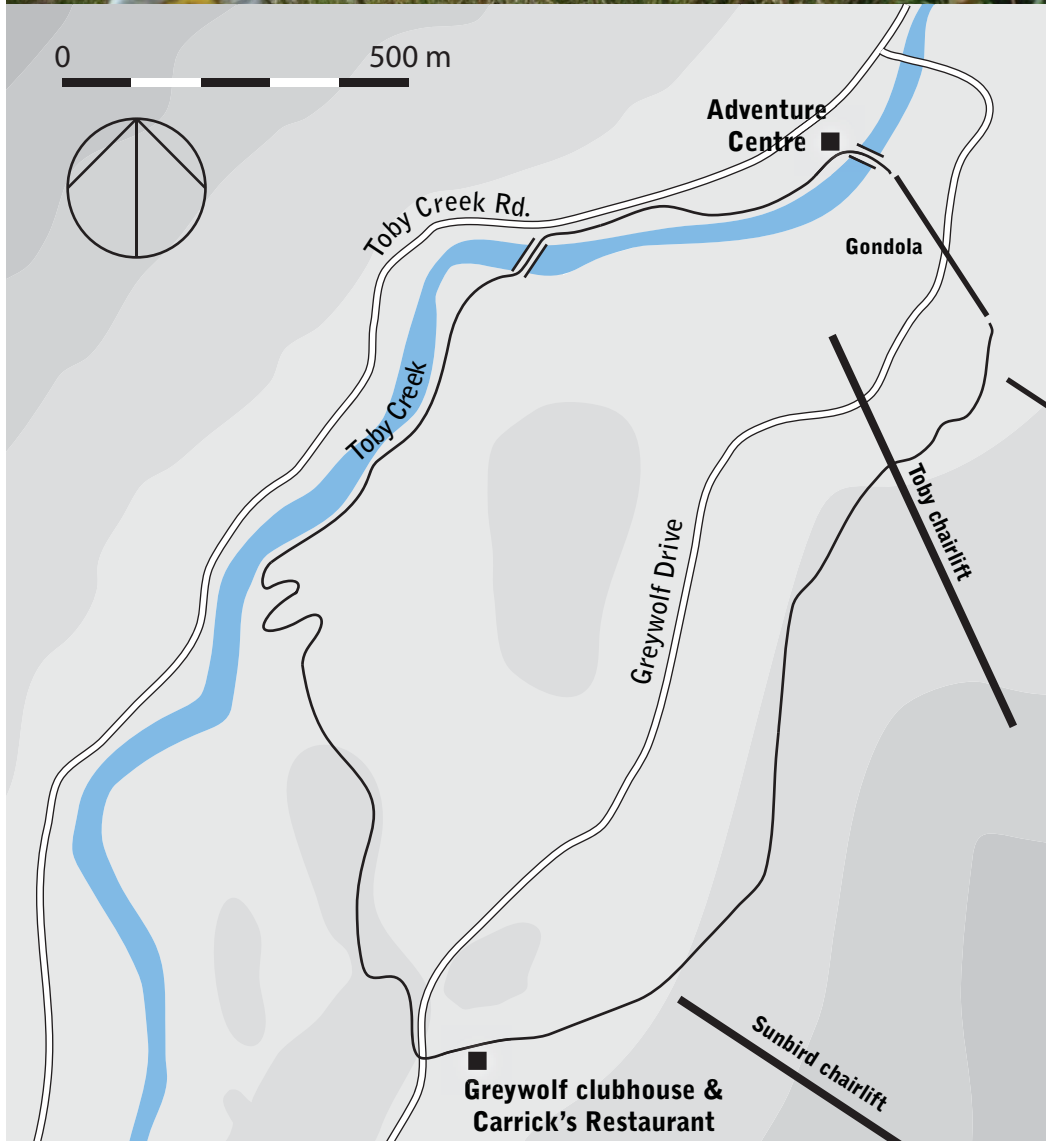 0 500 m
Adventure
Centre
Toby Creek Rd.
Gondola
Toby Creek
Toby chairlift
Greywolf Drive
Sunbird chairlift
Greywolf clubhouse &
Carrick's Restaurant